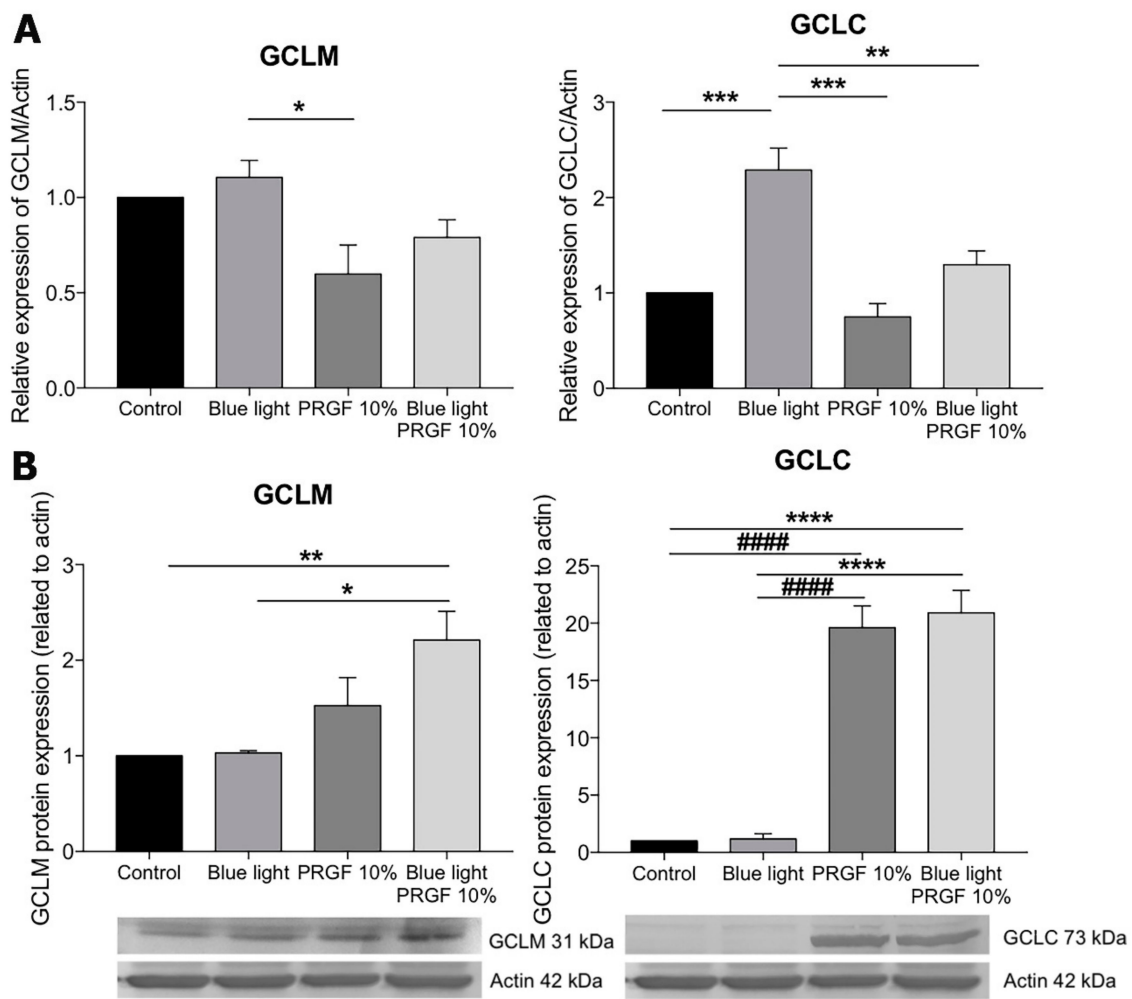 A
GCLM
Relative expression of GCLM/Actin
1.5
1.0
0.5
0.0
*
Control
Blue light
PRGF 10%
Blue light
PRGF 10%
GCLC
Relative expression of GCLC/Actin
3
2
1
0
**
***
***
Control
Blue light
PRGF 10%
Blue light
PRGF 10%
B
GCLM
GCLM protein expression (related to actin)
3
2
1
0
**
*
Control
Blue light
PRGF 10%
Blue light
PRGF 10%
GCLM 31 kDa
Actin 42 kDa
GCLC
GCLC protein expression (related to actin)
25
20
15
10
5
0
****
####
****
####
Control
Blue light
PRGF 10%
Blue light
PRGF 10%
GCLC 73 kDa
Actin 42 kDa